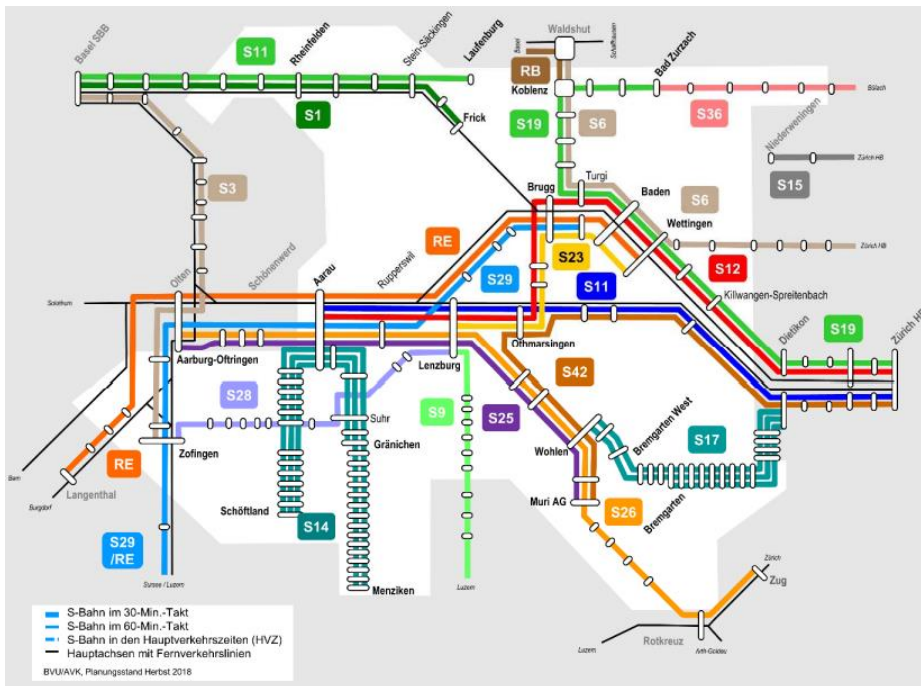 Basel SBB
S11
Rheinfelden
Stein-Säckingen
Laufenburg
S1
Frick
S3
Basel
Waldshut
Schaffhausen
RB
Koblenz
Bad Zurzach
Bülach
S36
S19
S6
Niederweningen
Zürich HB
S15
Turgi
Brugg
Baden
S6
Wettingen
Zürich HB
RE
S23
S12
Olten
Schönenwerd
Aarau
Rupperswil
S29
S11
Killwangen-Spreitenbach
Solothurn
Dietikon
S19
Zürich HB
Othmarsingen
Aarburg-Oftringen
Lenzburg
S42
S28
S9
S25
Suhr
Bremgarten West
S17
Gränichen
Wohlen
RE
Zofingen
Bern
Burgdorf
Langenthal
Muri AG
S26
Bremgarten
Schöftland
S14
S29
/RE
Zürich
Zug
Sursee / Luzern
Menziken
Luzern
Rotkreuz
Luzern
Arth-Goldau
S-Bahn im 30-Min.-Takt
S-Bahn im 60-Min.-Takt
S-Bahn in den Hauptverkehrszeiten (HVZ)
Hauptachsen mit Fernverkehrslinien
BVU/AVK, Planungsstand Herbst 2018